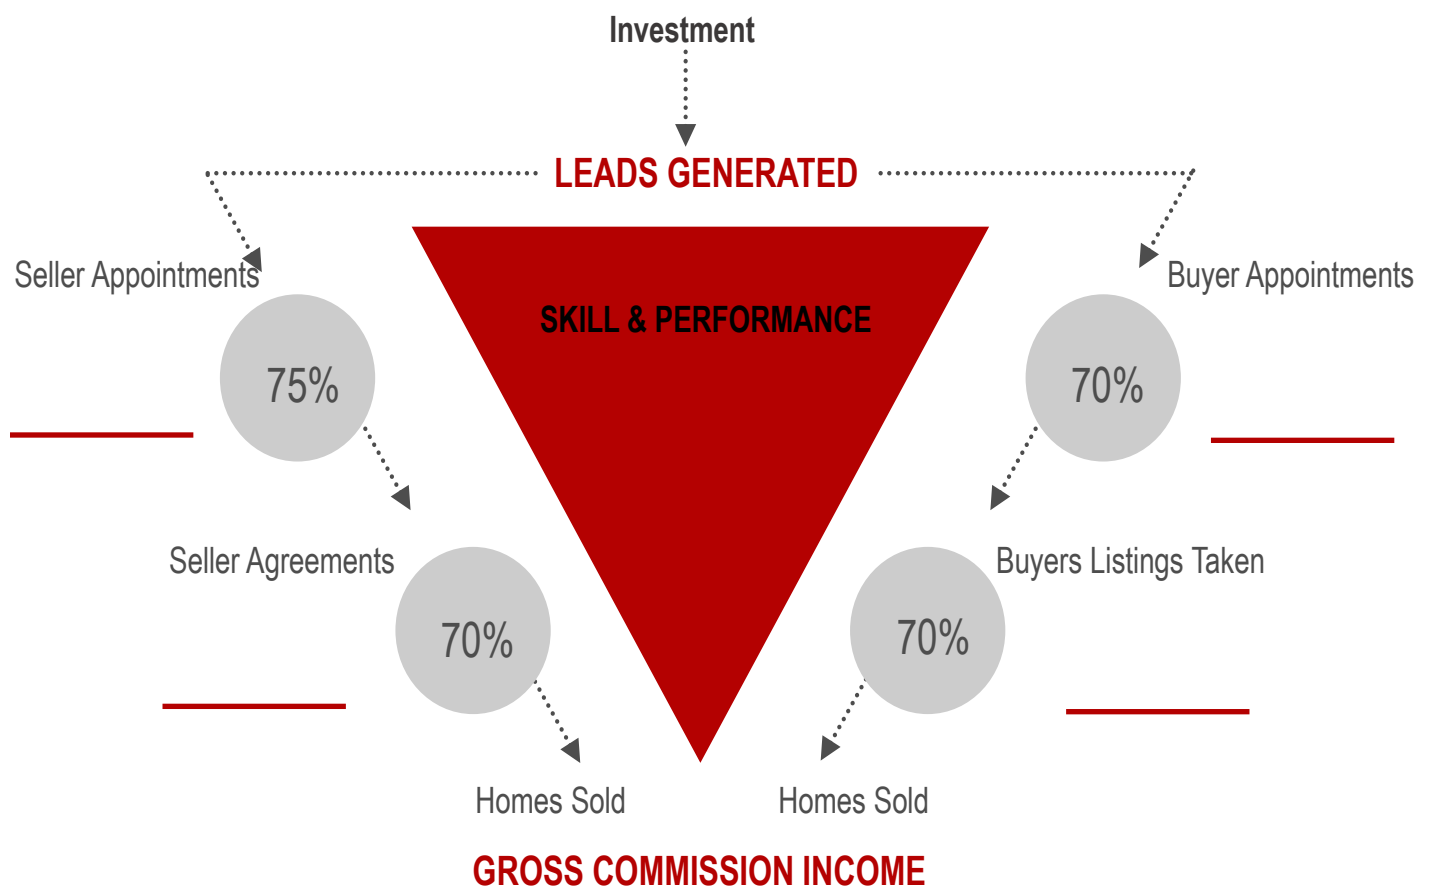 Investment
LEADS GENERATED
Seller Appointments
Buyer Appointments
SKILL & PERFORMANCE
75%
70%
Seller Agreements
Buyers Listings Taken
70%
70%
Homes Sold
Homes Sold
GROSS COMMISSION INCOME